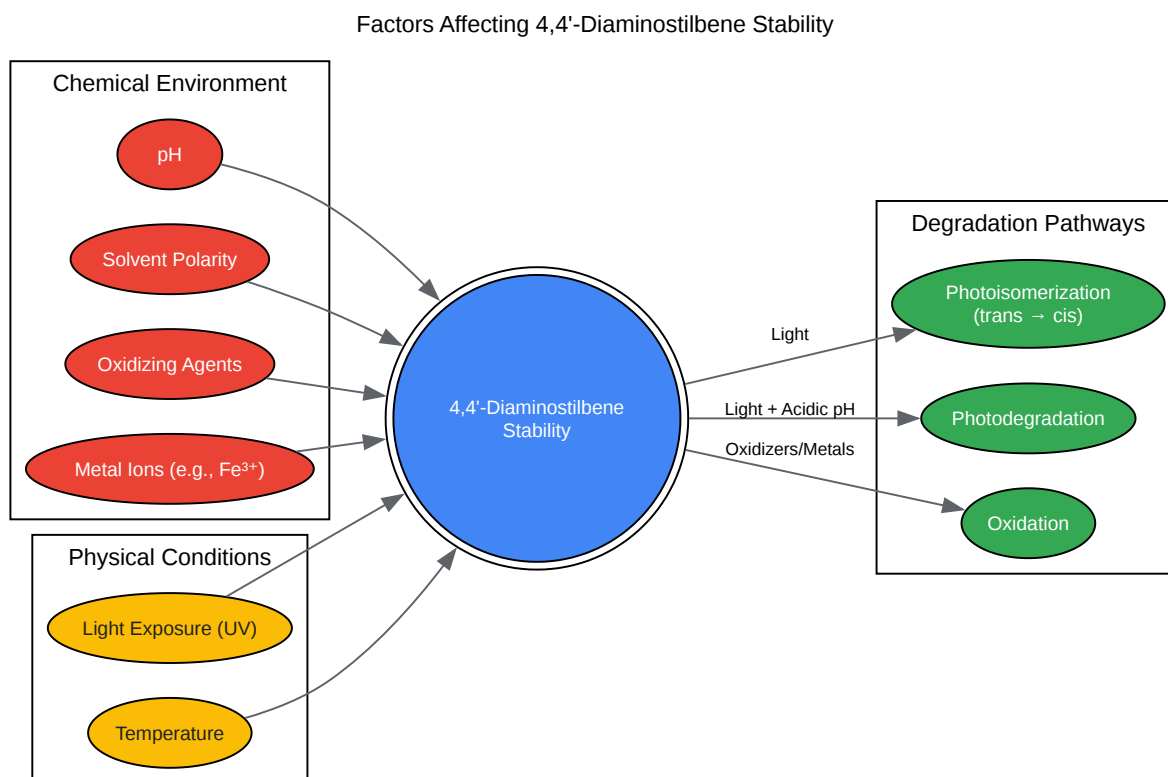 Factors Affecting 4,4'-Diaminostilbene Stability
Chemical Environment
pH
Solvent Polarity
Oxidizing Agents
Metal Ions (e.g., Fe³⁺)
Physical Conditions
Light Exposure (UV)
Temperature
4,4'-Diaminostilbene
Stability
Light
Light + Acidic pH
Oxidizers/Metals
Degradation Pathways
Photoisomerization
(trans → cis)
Photodegradation
Oxidation